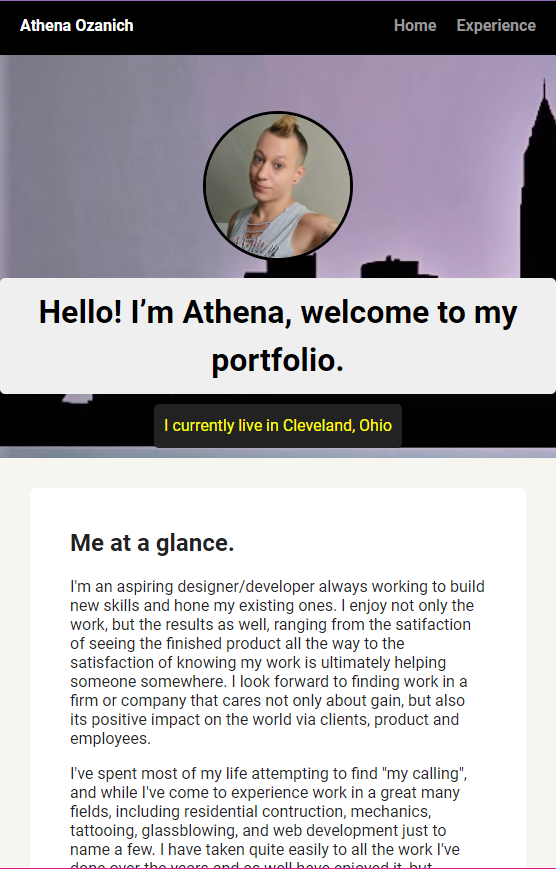 Athena Ozanich Home Experience
Hello! I’m Athena, welcome to my
portfolio.
I currently live in Cleveland, Ohio
Me at a glance.
I'm an aspiring designer/developer always working to build
new skills and hone my existing ones. I enjoy not only the
work, but the results as well, ranging from the satifaction
of seeing the finished product all the way to the
satisfaction of knowing my work is ultimately helping
someone somewhere. I look forward to finding work in a
firm or company that cares not only about gain, but also
its positive impact on the world via clients, product and
employees.
I've spent most of my life attempting to find "my calling",
and while I've come to experience work in a great many
fields, including residential contruction, mechanics,
tattooing, glassblowing, and web development just to
name a few. I have taken quite easily to all the work I've
done over the years and as well have enjoyed it, but